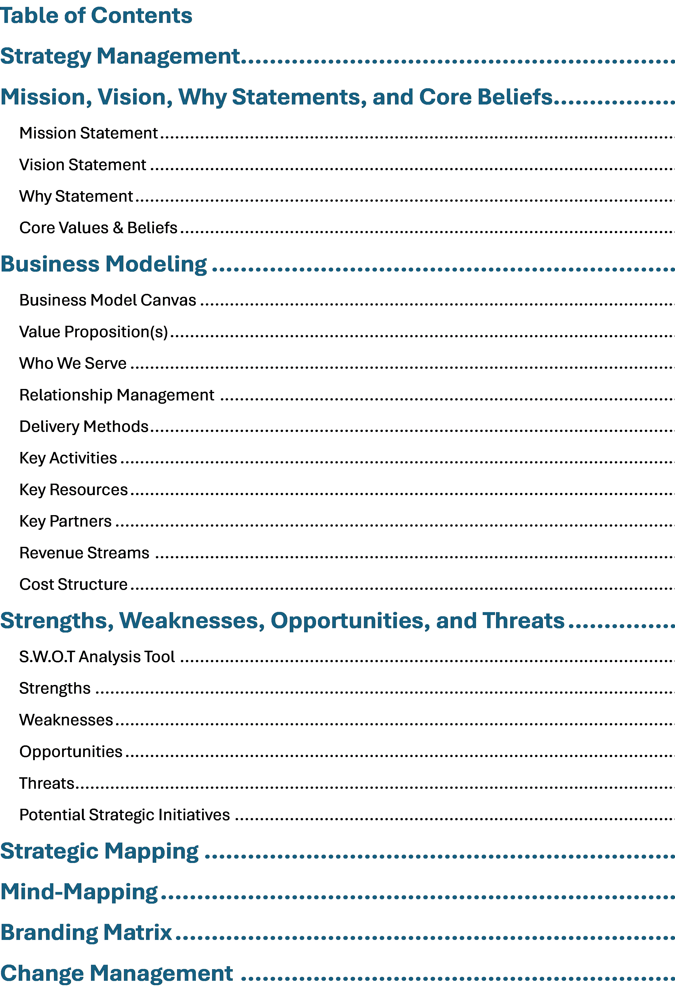 Table of Contents
Strategy Management
Mission, Vision, Why Statements, and Core Beliefs
Mission Statement
Vision Statement
Why Statement
Core Values & Beliefs
Business Modeling
Business Model Canvas
Value Proposition(s)
Who We Serve
Relationship Management
Delivery Methods
Key Activities
Key Resources
Key Partners
Revenue Streams
Cost Structure
Strengths, Weaknesses, Opportunities, and Threats
S.W.O.T Analysis Tool
Strengths
Weaknesses
Opportunities
Threats
Potential Strategic Initiatives
Strategic Mapping
Mind-Mapping
Branding Matrix
Change Management